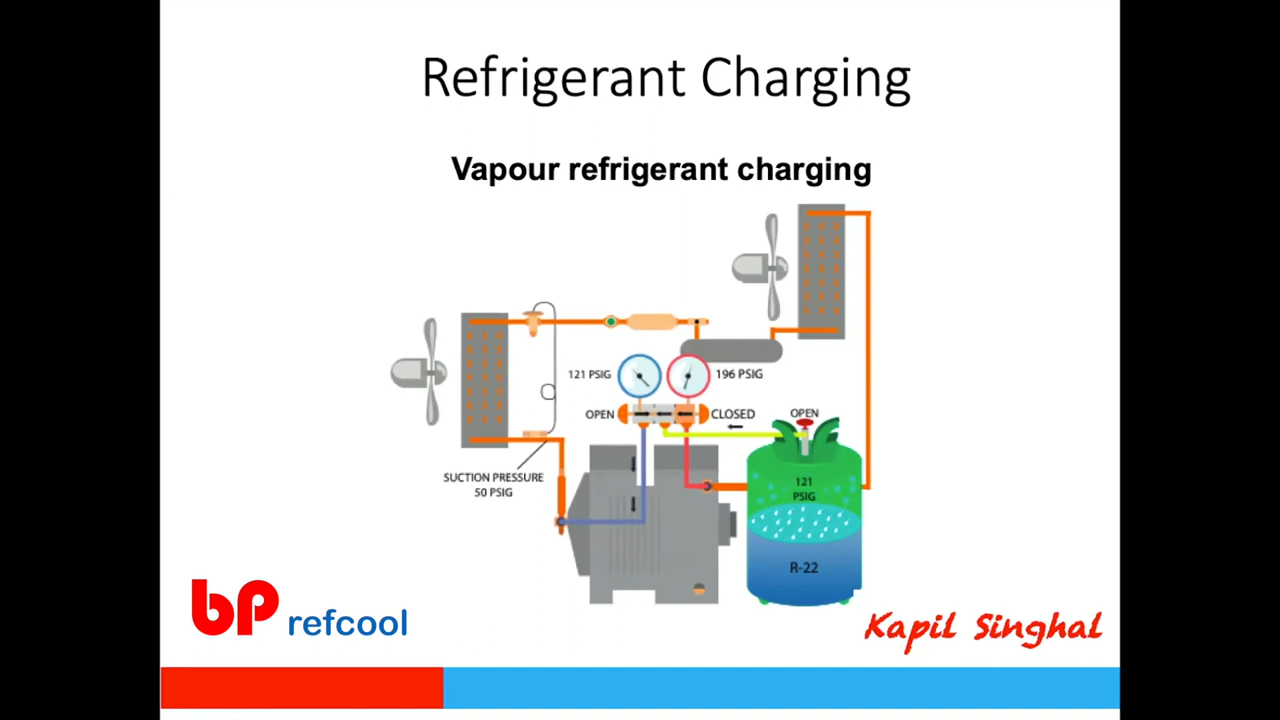 Refrigerant Charging
Vapour refrigerant charging
121 PSIG
196 PSIG
OPEN
CLOSED
OPEN
SUCTION PRESSURE
50 PSIG
121
PSIG
R-22
bp refcool
Kapil Singhal